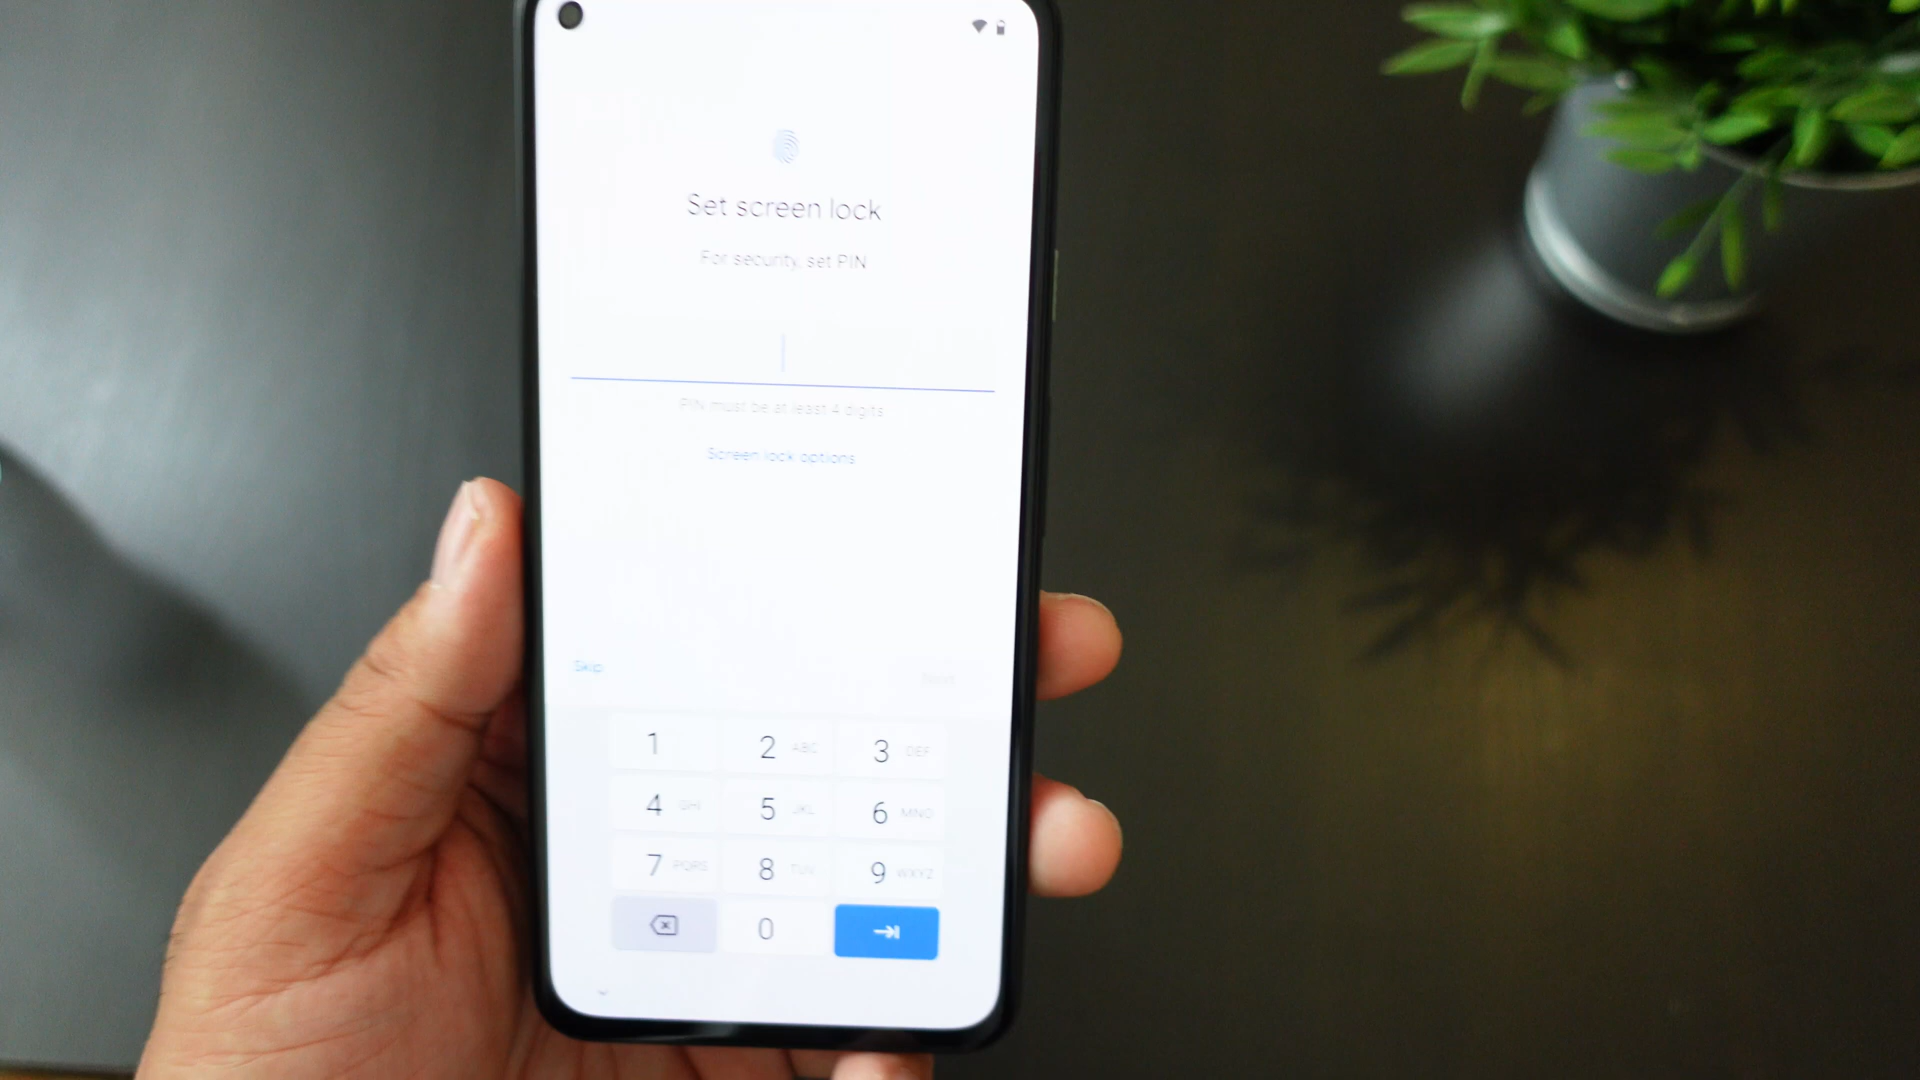 Set screen lock
For security, set PIN
PIN must be at least 4 digits
Screen lock options
Skip
Next
1
2 ABC
3 DEF
4 GHI
5 JKL
6 MNO
7 PQRS
8 TUV
9 WXYZ
0